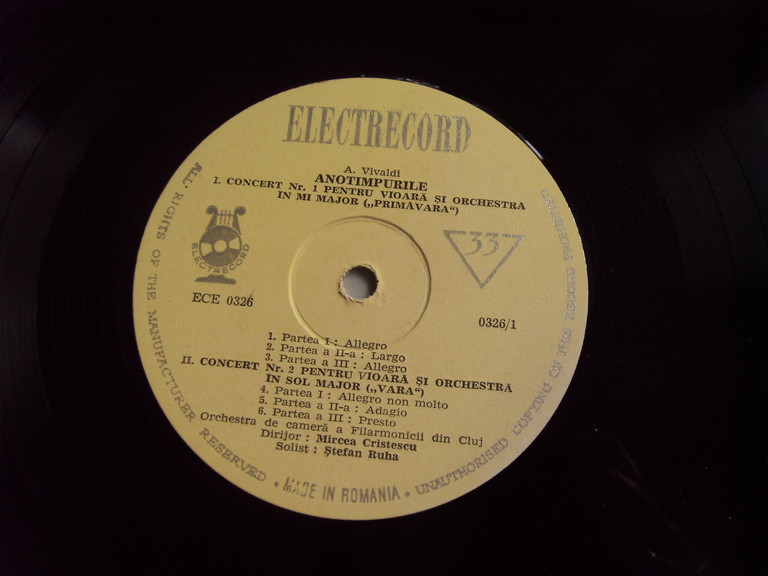 ELECTRECORD
A. Vivaldi
ANOTIMPURILE
I. CONCERT Nr. 1 PENTRU VIOARĂ ȘI ORCHESTRA
IN MI MAJOR („PRIMĂVARA“)
ELECTRECORD
33
ECE 0326
0326/1
1. Partea I : Allegro
2. Partea a II-a : Largo
3. Partea a III : Allegro
II. CONCERT Nr. 2 PENTRU VIOARĂ ȘI ORCHESTRA
IN SOL MAJOR („VARA“)
4. Partea I : Allegro non molto
5. Partea a II-a : Adagio
6. Partea a III : Presto
Orchestra de cameră a Filarmonicii din Cluj
Dirijor : Mircea Cristescu
Solist : Ștefan Ruha
ALL RIGHTS OF THE MANUFACTURER RESERVED • MADE IN ROMANIA • UNAUTHORISED COPYING OF THE RECORD PROHIBITED